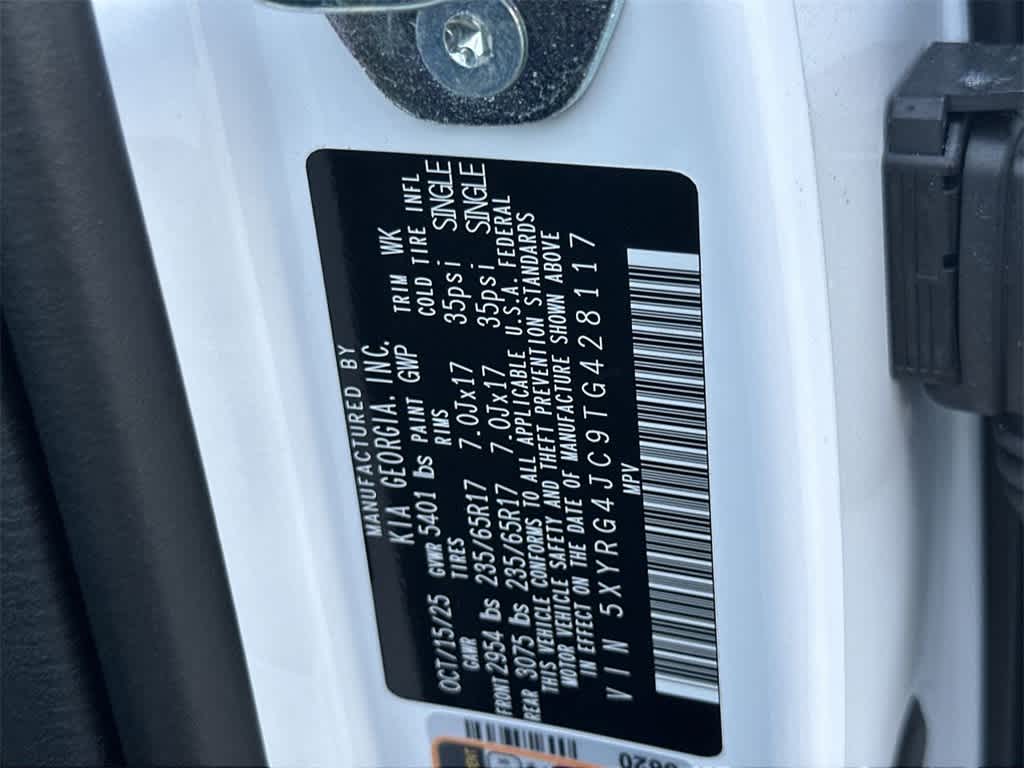 MANUFACTURED BY
KIA GEORGIA. INC.
OCT/15/25 GVWR 5401 lbs PAINT GWP TRIM WK
GAWR TIRES RIMS COLD TIRE INFL
FRONT 2954 lbs 235/65R17 7.0Jx17 35psi SINGLE
REAR 3075 lbs 235/65R17 7.0Jx17 35psi SINGLE
THIS VEHICLE CONFORMS TO ALL APPLICABLE U.S.A. FEDERAL
MOTOR VEHICLE SAFETY AND THEFT PREVENTION STANDARDS
IN EFFECT ON THE DATE OF MANUFACTURE SHOWN ABOVE
VIN 5XYRG4JC9TG428117
MPV